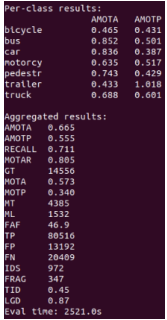 Per-class results:
AMOTA AMOTP
bicycle 0.465 0.431
bus 0.852 0.501
car 0.836 0.387
motorcy 0.635 0.517
pedestr 0.743 0.429
trailer 0.433 1.018
truck 0.688 0.601
Aggregated results:
AMOTA 0.665
AMOTP 0.555
RECALL 0.711
MOTAR 0.805
GT 14556
MOTA 0.573
MOTP 0.340
MT 4385
ML 1532
FAF 46.9
TP 80516
FP 13192
FN 20409
IDS 972
FRAG 347
TID 0.45
LGD 0.87
Eval time: 2521.0s